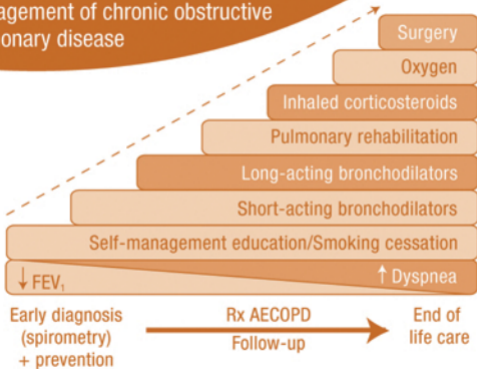 agement of chronic obstructive
onary disease
Surgery
Oxygen
Inhaled corticosteroids
Pulmonary rehabilitation
Long-acting bronchodilators
Short-acting bronchodilators
Self-management education/Smoking cessation
↓ FEV₁
↑ Dyspnea
Early diagnosis
(spirometry)
+ prevention
Rx AECOPD
Follow-up
End of
life care